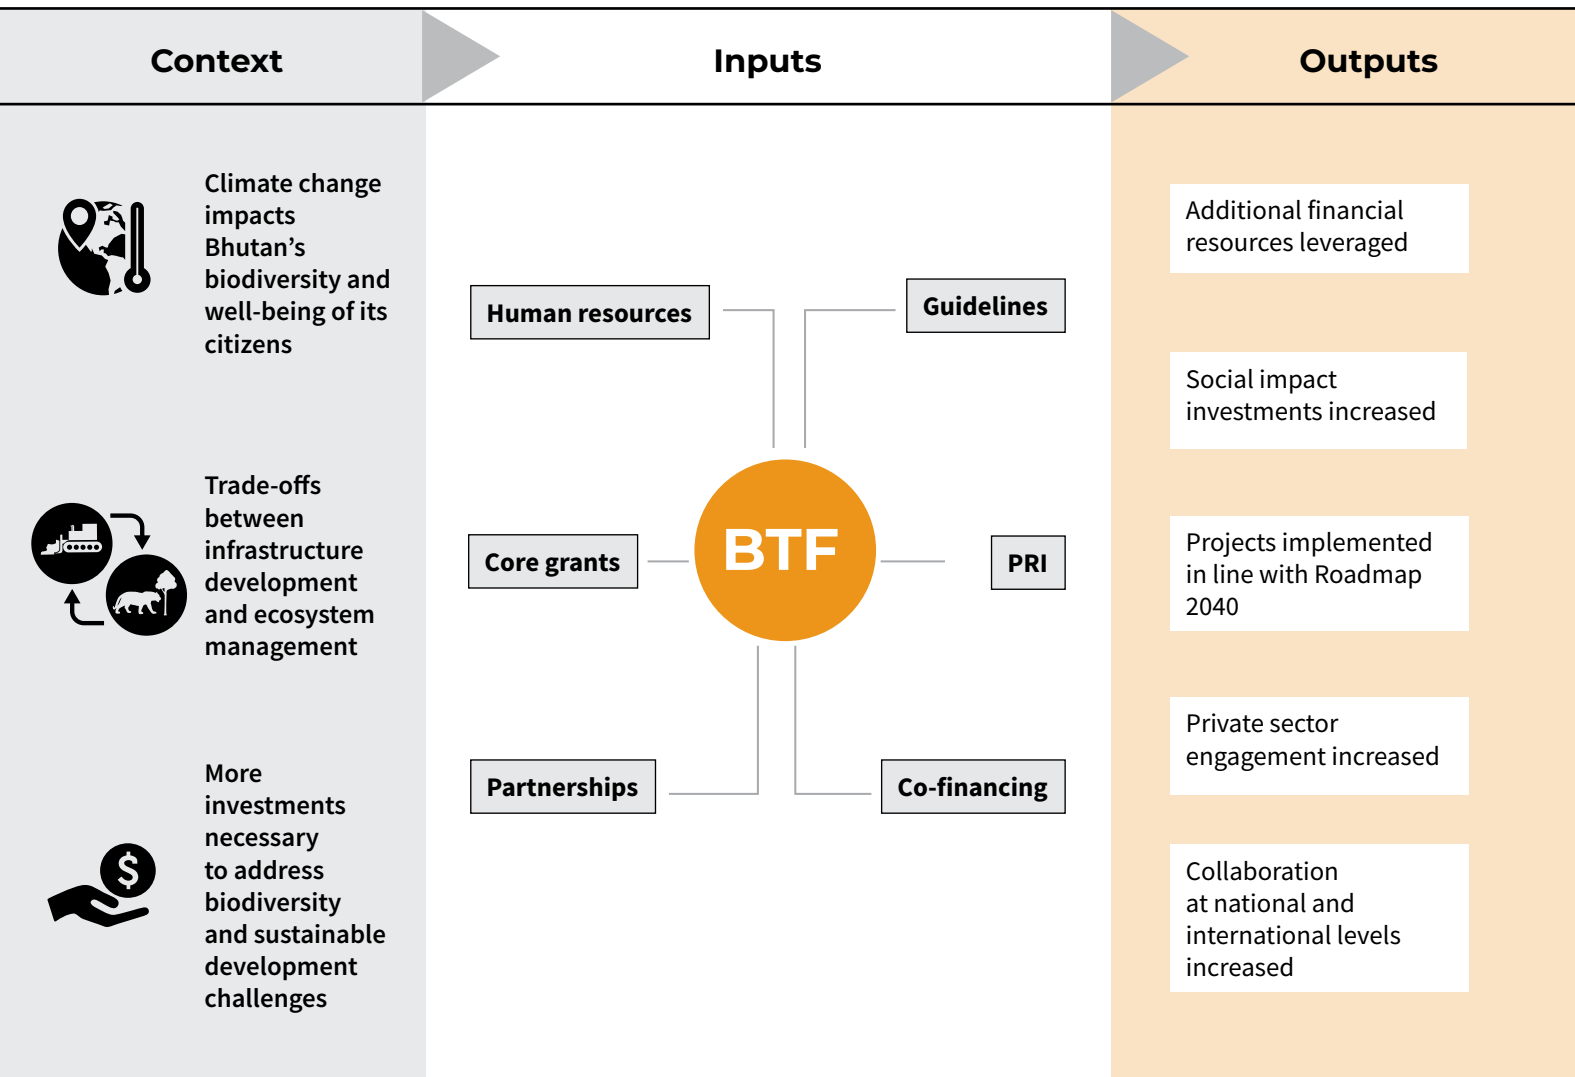 Context
Inputs
Outputs
Climate change
impacts
Bhutan’s
biodiversity and
well-being of its
citizens
Trade-offs
between
infrastructure
development
and ecosystem
management
More
investments
necessary
to address
biodiversity
and sustainable
development
challenges
$
Human resources
Guidelines
Core grants
BTF
PRI
Partnerships
Co-financing
Additional financial
resources leveraged
Social impact
investments increased
Projects implemented
in line with Roadmap
2040
Private sector
engagement increased
Collaboration
at national and
international levels
increased